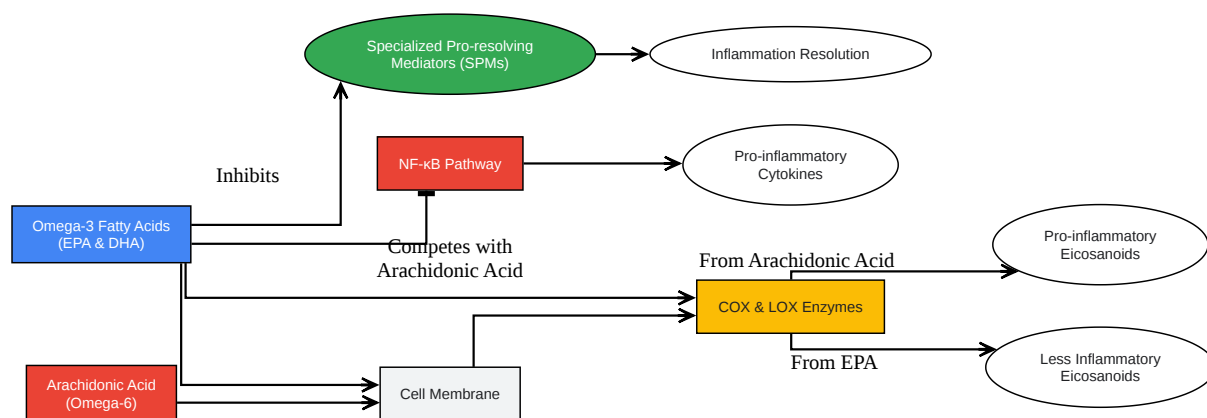 Specialized Pro-resolving
Mediators (SPMs)
Inflammation Resolution
NF-κB Pathway
Pro-inflammatory
Cytokines
Inhibits
Omega-3 Fatty Acids
(EPA & DHA)
Competes with
Arachidonic Acid
From Arachidonic Acid
Pro-inflammatory
Eicosanoids
COX & LOX Enzymes
From EPA
Less Inflammatory
Eicosanoids
Arachidonic Acid
(Omega-6)
Cell Membrane